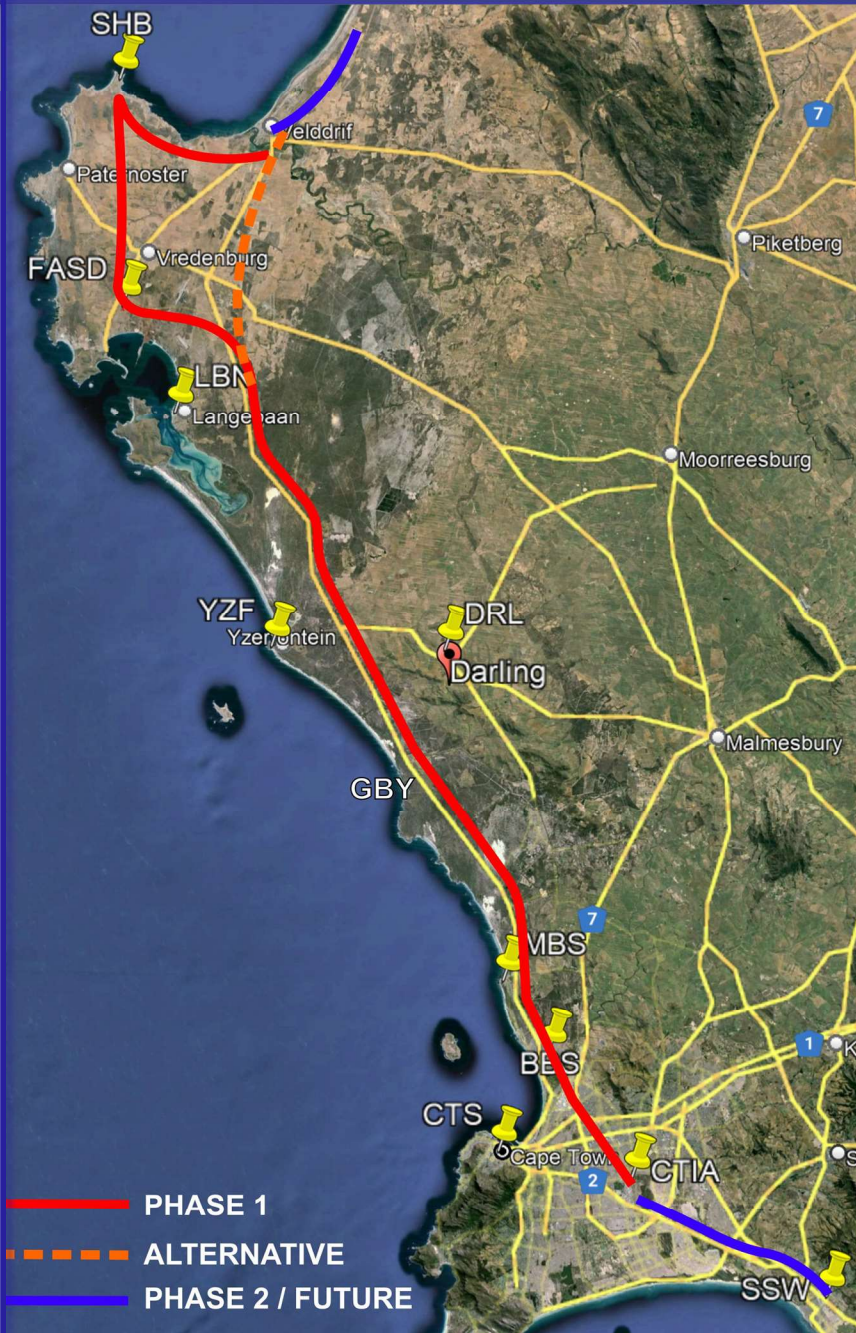 SHB
Velddrif
7
Paternoster
Piketberg
Vredenburg
FASD
LBN
Langebaan
Moorreesburg
YZF
DRL
Yzerfontein
Darling
Malmesbury
GBY
7
MBS
1
K
BBS
CTS
Cape Town
S
CTIA
2
PHASE 1
ALTERNATIVE
SSW
PHASE 2 / FUTURE